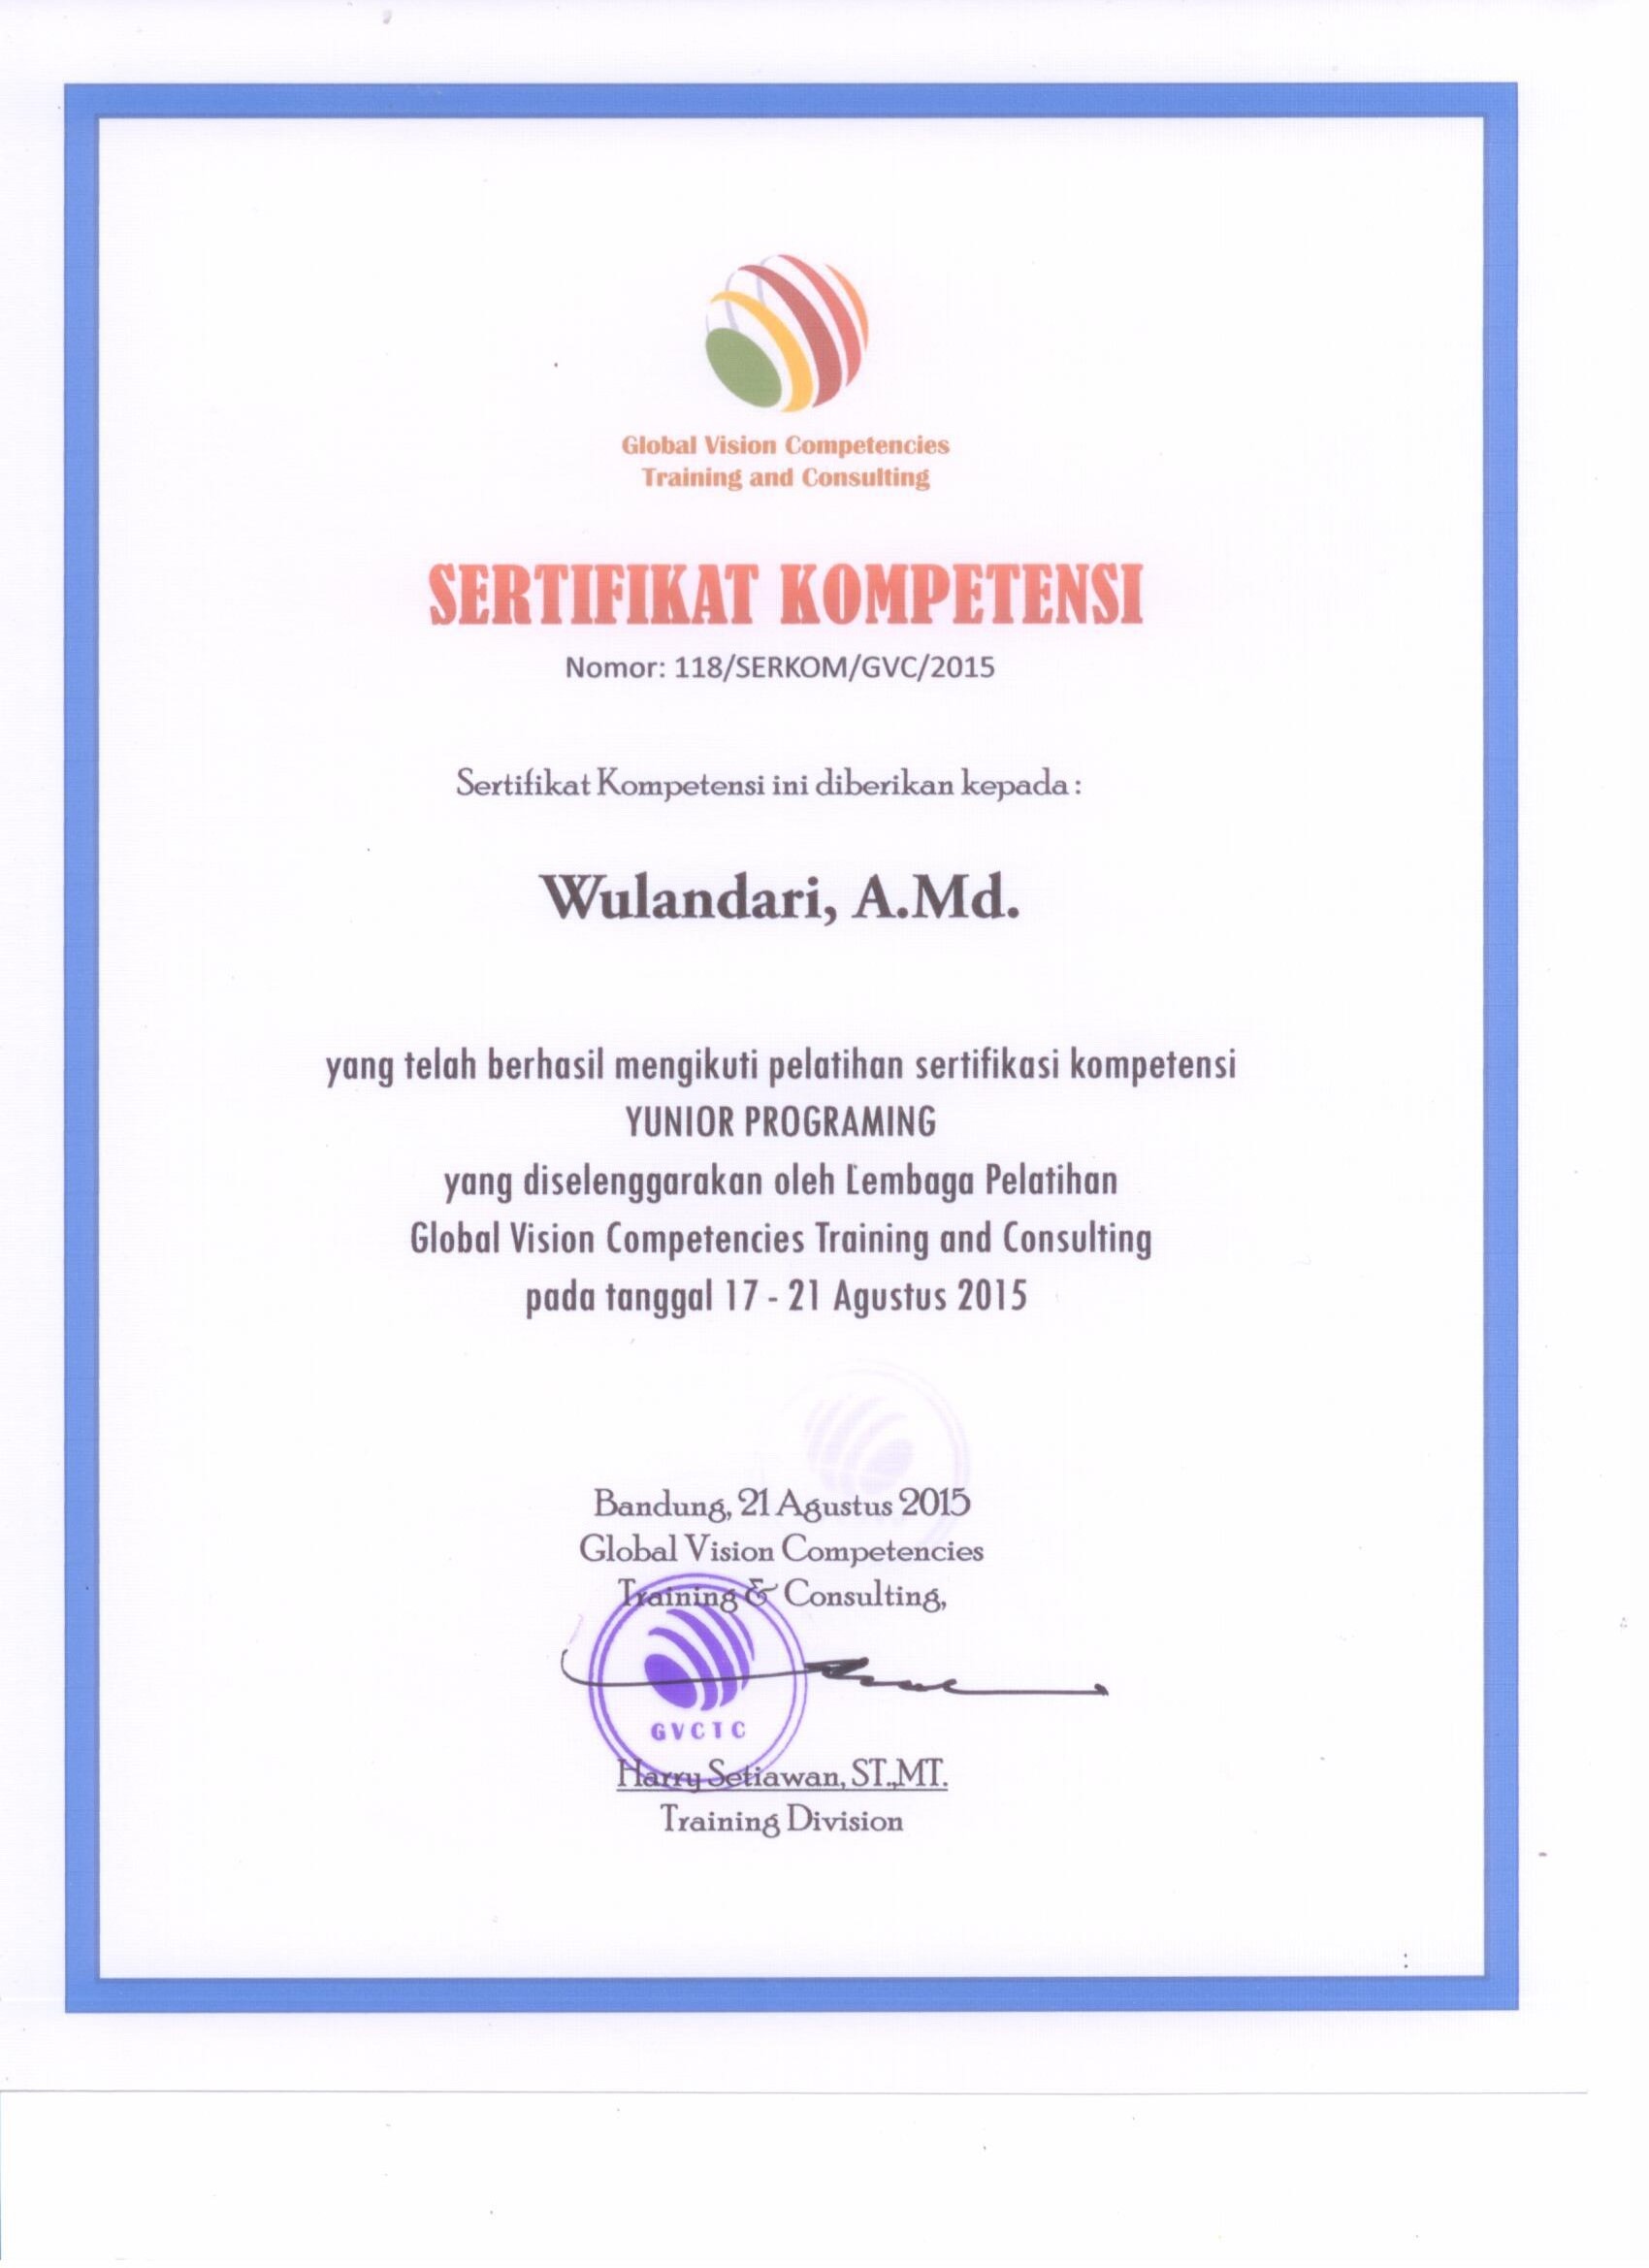 Global Vision Competencies
Training and Consulting
SERTIFIKAT KOMPETENSI
Nomor: 118/SERKOM/GVC/2015
Sertifikat Kompetensi ini diberikan kepada :
Wulandari, A.Md.
yang telah berhasil mengikuti pelatihan sertifikasi kompetensi
YUNIOR PROGRAMING
yang diselenggarakan oleh Lembaga Pelatihan
Global Vision Competencies Training and Consulting
pada tanggal 17 - 21 Agustus 2015
Bandung, 21 Agustus 2015
Global Vision Competencies
Training & Consulting,
GVCTC
Harry Setiawan, ST.,MT.
Training Division